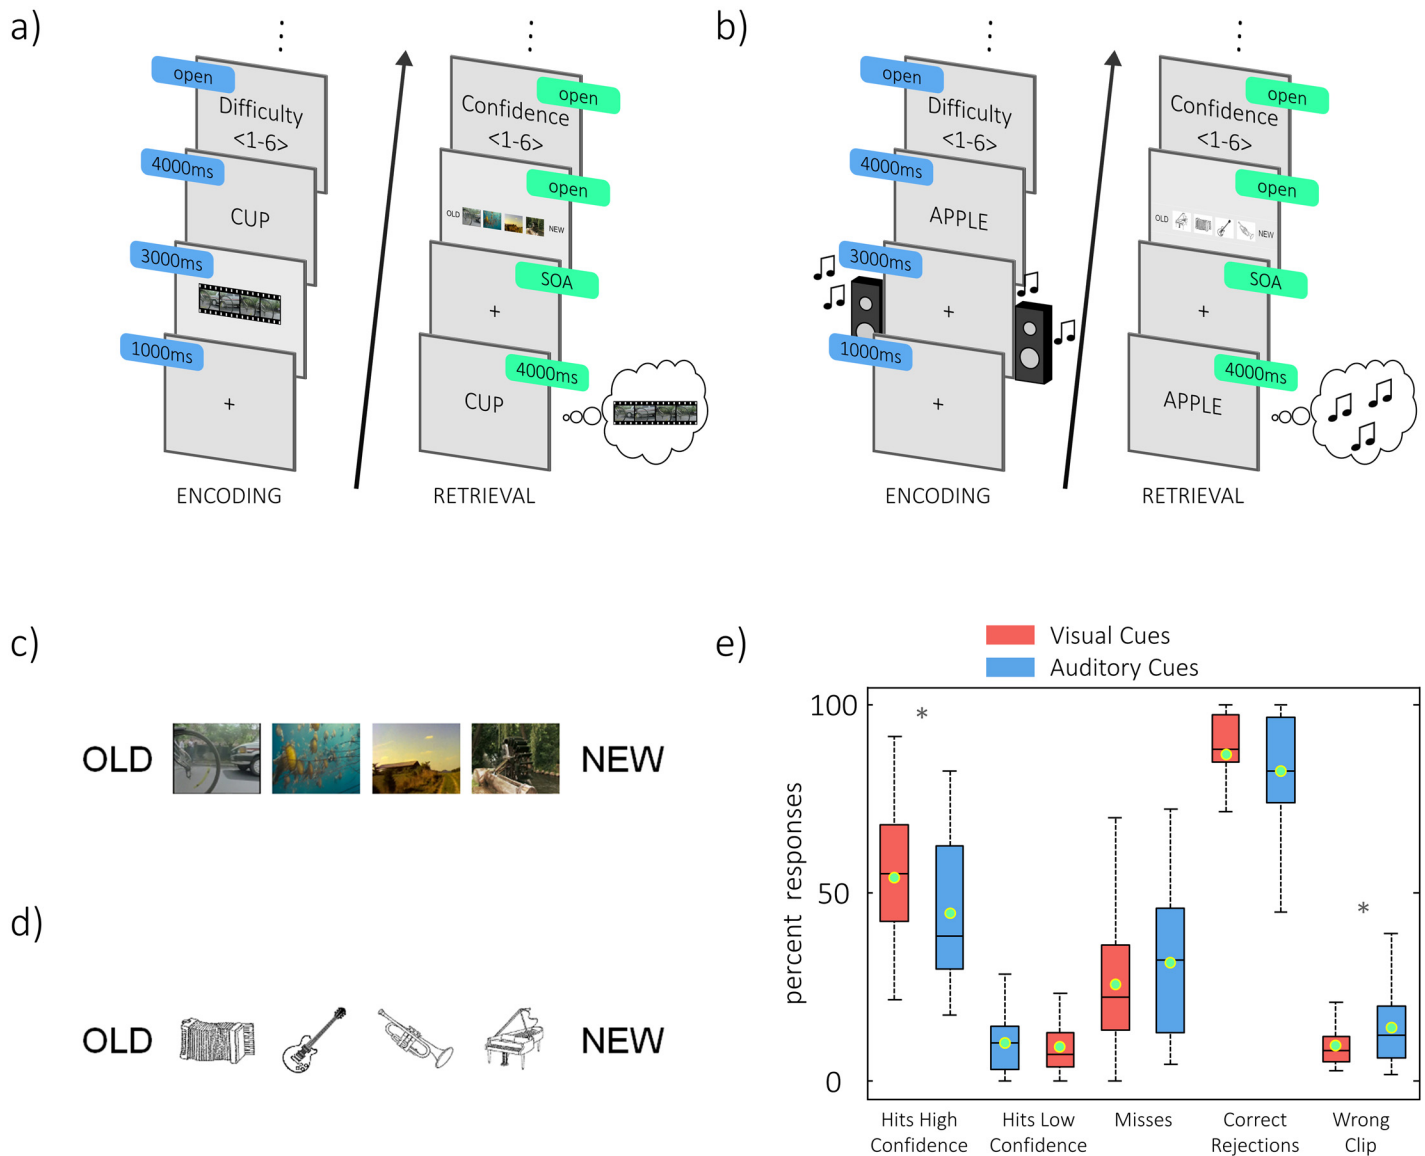 a)
open
Difficulty
<1-6>
4000ms
CUP
3000ms
+
1000ms
ENCODING
open
Confidence
<1-6>
open
OLD NEW
SOA
+
4000ms
CUP
RETRIEVAL
b)
open
Difficulty
<1-6>
4000ms
APPLE
3000ms
+
1000ms
+
ENCODING
open
Confidence
<1-6>
open
OLD NEW
SOA
+
4000ms
APPLE
RETRIEVAL
c)
OLD NEW
d)
OLD NEW
e)
Visual Cues
Auditory Cues
100
50
0
percent responses
*
*
Hits High
Confidence
Hits Low
Confidence
Misses
Correct
Rejections
Wrong
Clip